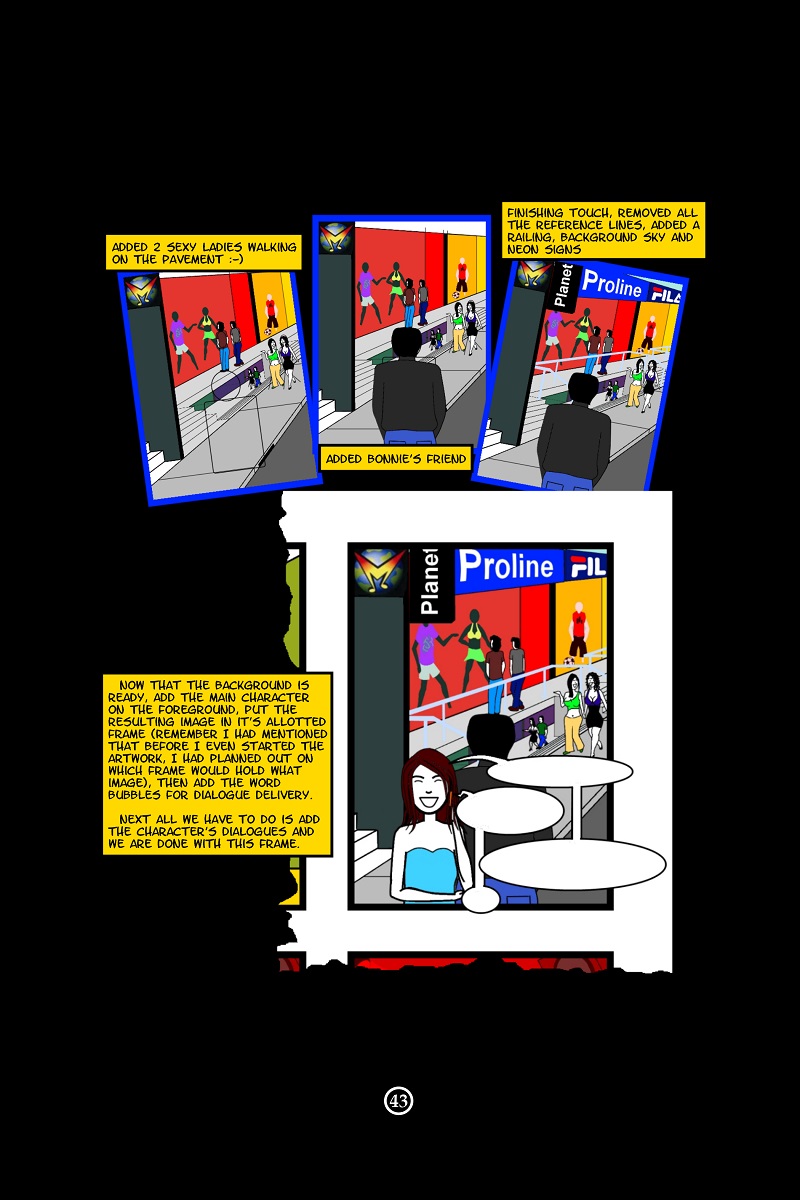 ADDED 2 SEXY LADIES WALKING
ON THE PAVEMENT :-)
FINISHING TOUCH, REMOVED ALL
THE REFERENCE LINES, ADDED A
RAILING, BACKGROUND SKY AND
NEON SIGNS
Planet
Proline
FILA
ADDED BONNIE'S FRIEND
Planet
Proline
FIL
NOW THAT THE BACKGROUND IS
READY, ADD THE MAIN CHARACTER
ON THE FOREGROUND, PUT THE
RESULTING IMAGE IN IT'S ALLOTTED
FRAME (REMEMBER I HAD MENTIONED
THAT BEFORE I EVEN STARTED THE
ARTWORK, I HAD PLANNED OUT ON
WHICH FRAME WOULD HOLD WHAT
IMAGE), THEN ADD THE WORD
BUBBLES FOR DIALOGUE DELIVERY.
NEXT ALL WE HAVE TO DO IS ADD
THE CHARACTER'S DIALOGUES AND
WE ARE DONE WITH THIS FRAME.
43